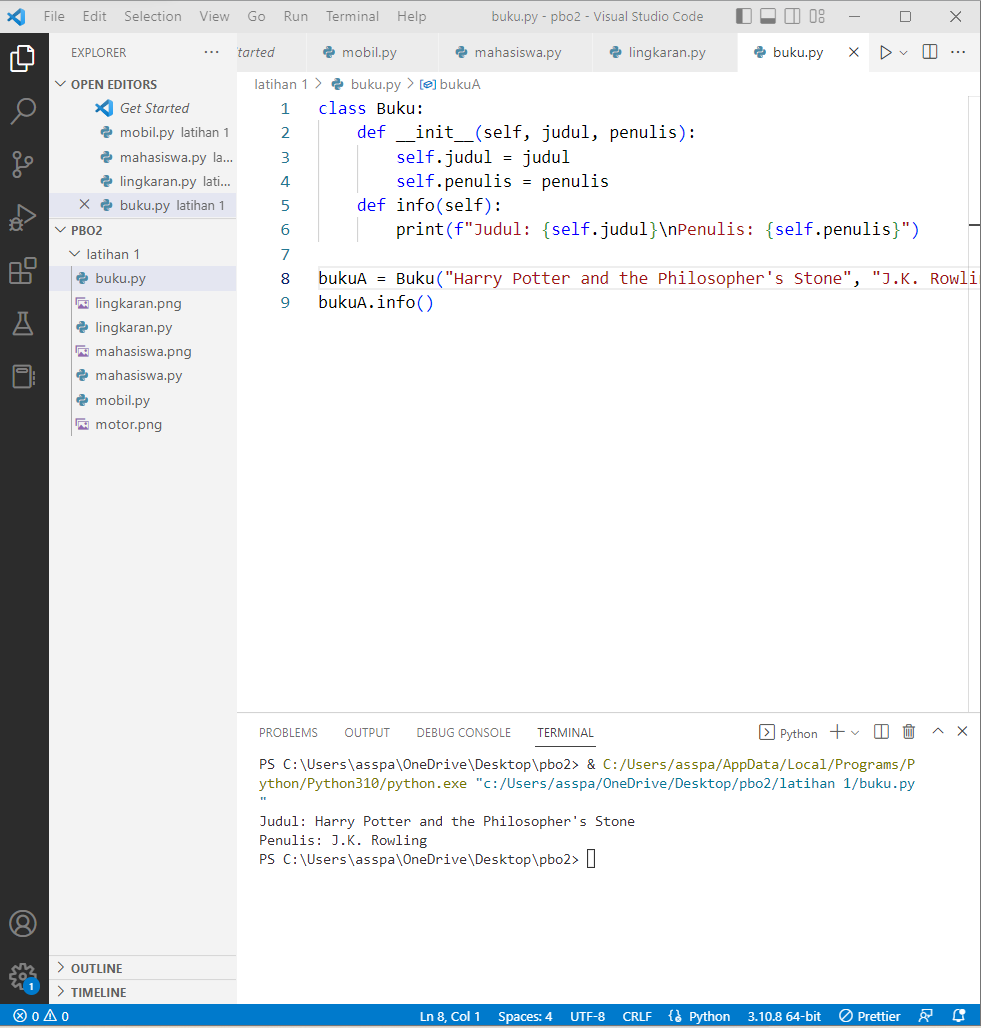 File Edit Selection View Go Run Terminal Help buku.py - pbo2 - Visual Studio Code
EXPLORER
tarted mobil.py mahasiswa.py lingkaran.py buku.py
OPEN EDITORS
Get Started
mobil.py latihan 1
mahasiswa.py la...
lingkaran.py lati...
buku.py latihan 1
PBO2
latihan 1
buku.py
lingkaran.png
lingkaran.py
mahasiswa.png
mahasiswa.py
mobil.py
motor.png
OUTLINE
TIMELINE
latihan 1 > buku.py > bukuA
1 class Buku:
2 def __init__(self, judul, penulis):
3 self.judul = judul
4 self.penulis = penulis
5 def info(self):
6 print(f"Judul: {self.judul}\nPenulis: {self.penulis}")
7
8 bukuA = Buku("Harry Potter and the Philosopher's Stone", "J.K. Rowli
9 bukuA.info()
PROBLEMS OUTPUT DEBUG CONSOLE TERMINAL Python
PS C:\Users\asspa\OneDrive\Desktop\pbo2> & C:/Users/asspa/AppData/Local/Programs/P
ython/Python310/python.exe "c:/Users/asspa/OneDrive/Desktop/pbo2/latihan 1/buku.py
"
Judul: Harry Potter and the Philosopher's Stone
Penulis: J.K. Rowling
PS C:\Users\asspa\OneDrive\Desktop\pbo2>
1
0 0 Ln 8, Col 1 Spaces: 4 UTF-8 CRLF Python 3.10.8 64-bit Prettier